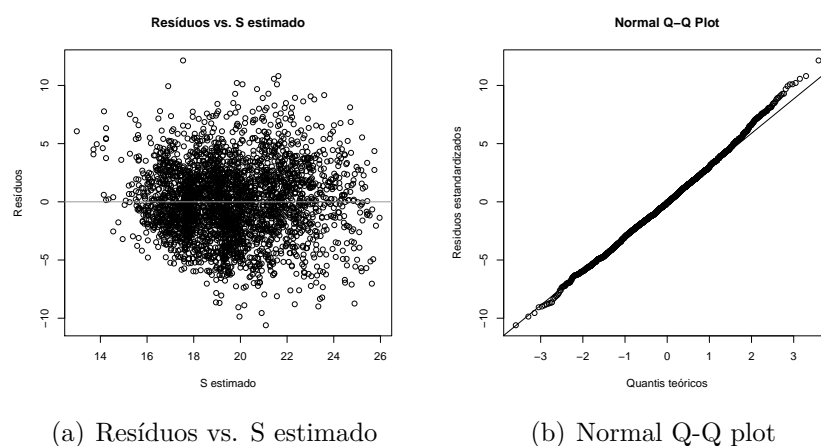 Resíduos vs. S estimado
Resíduos
10
5
0
−5
−10
14 16 18 20 22 24 26
S estimado
(a) Resíduos vs. S estimado
Normal Q−Q Plot
Resíduos estandardizados
10
5
0
−5
−10
−3 −2 −1 0 1 2 3
Quantis teóricos
(b) Normal Q-Q plot